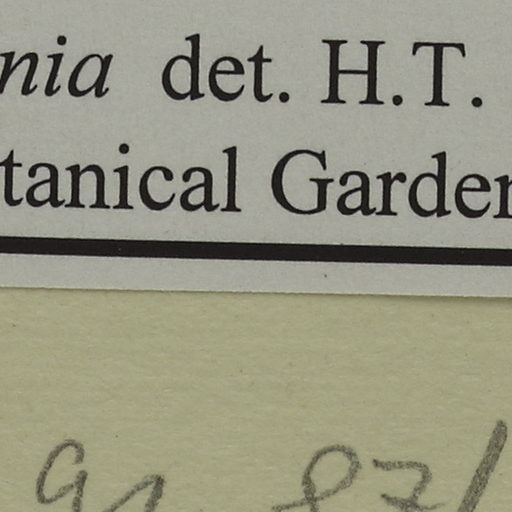 nia det. H.T.
tanical Garden